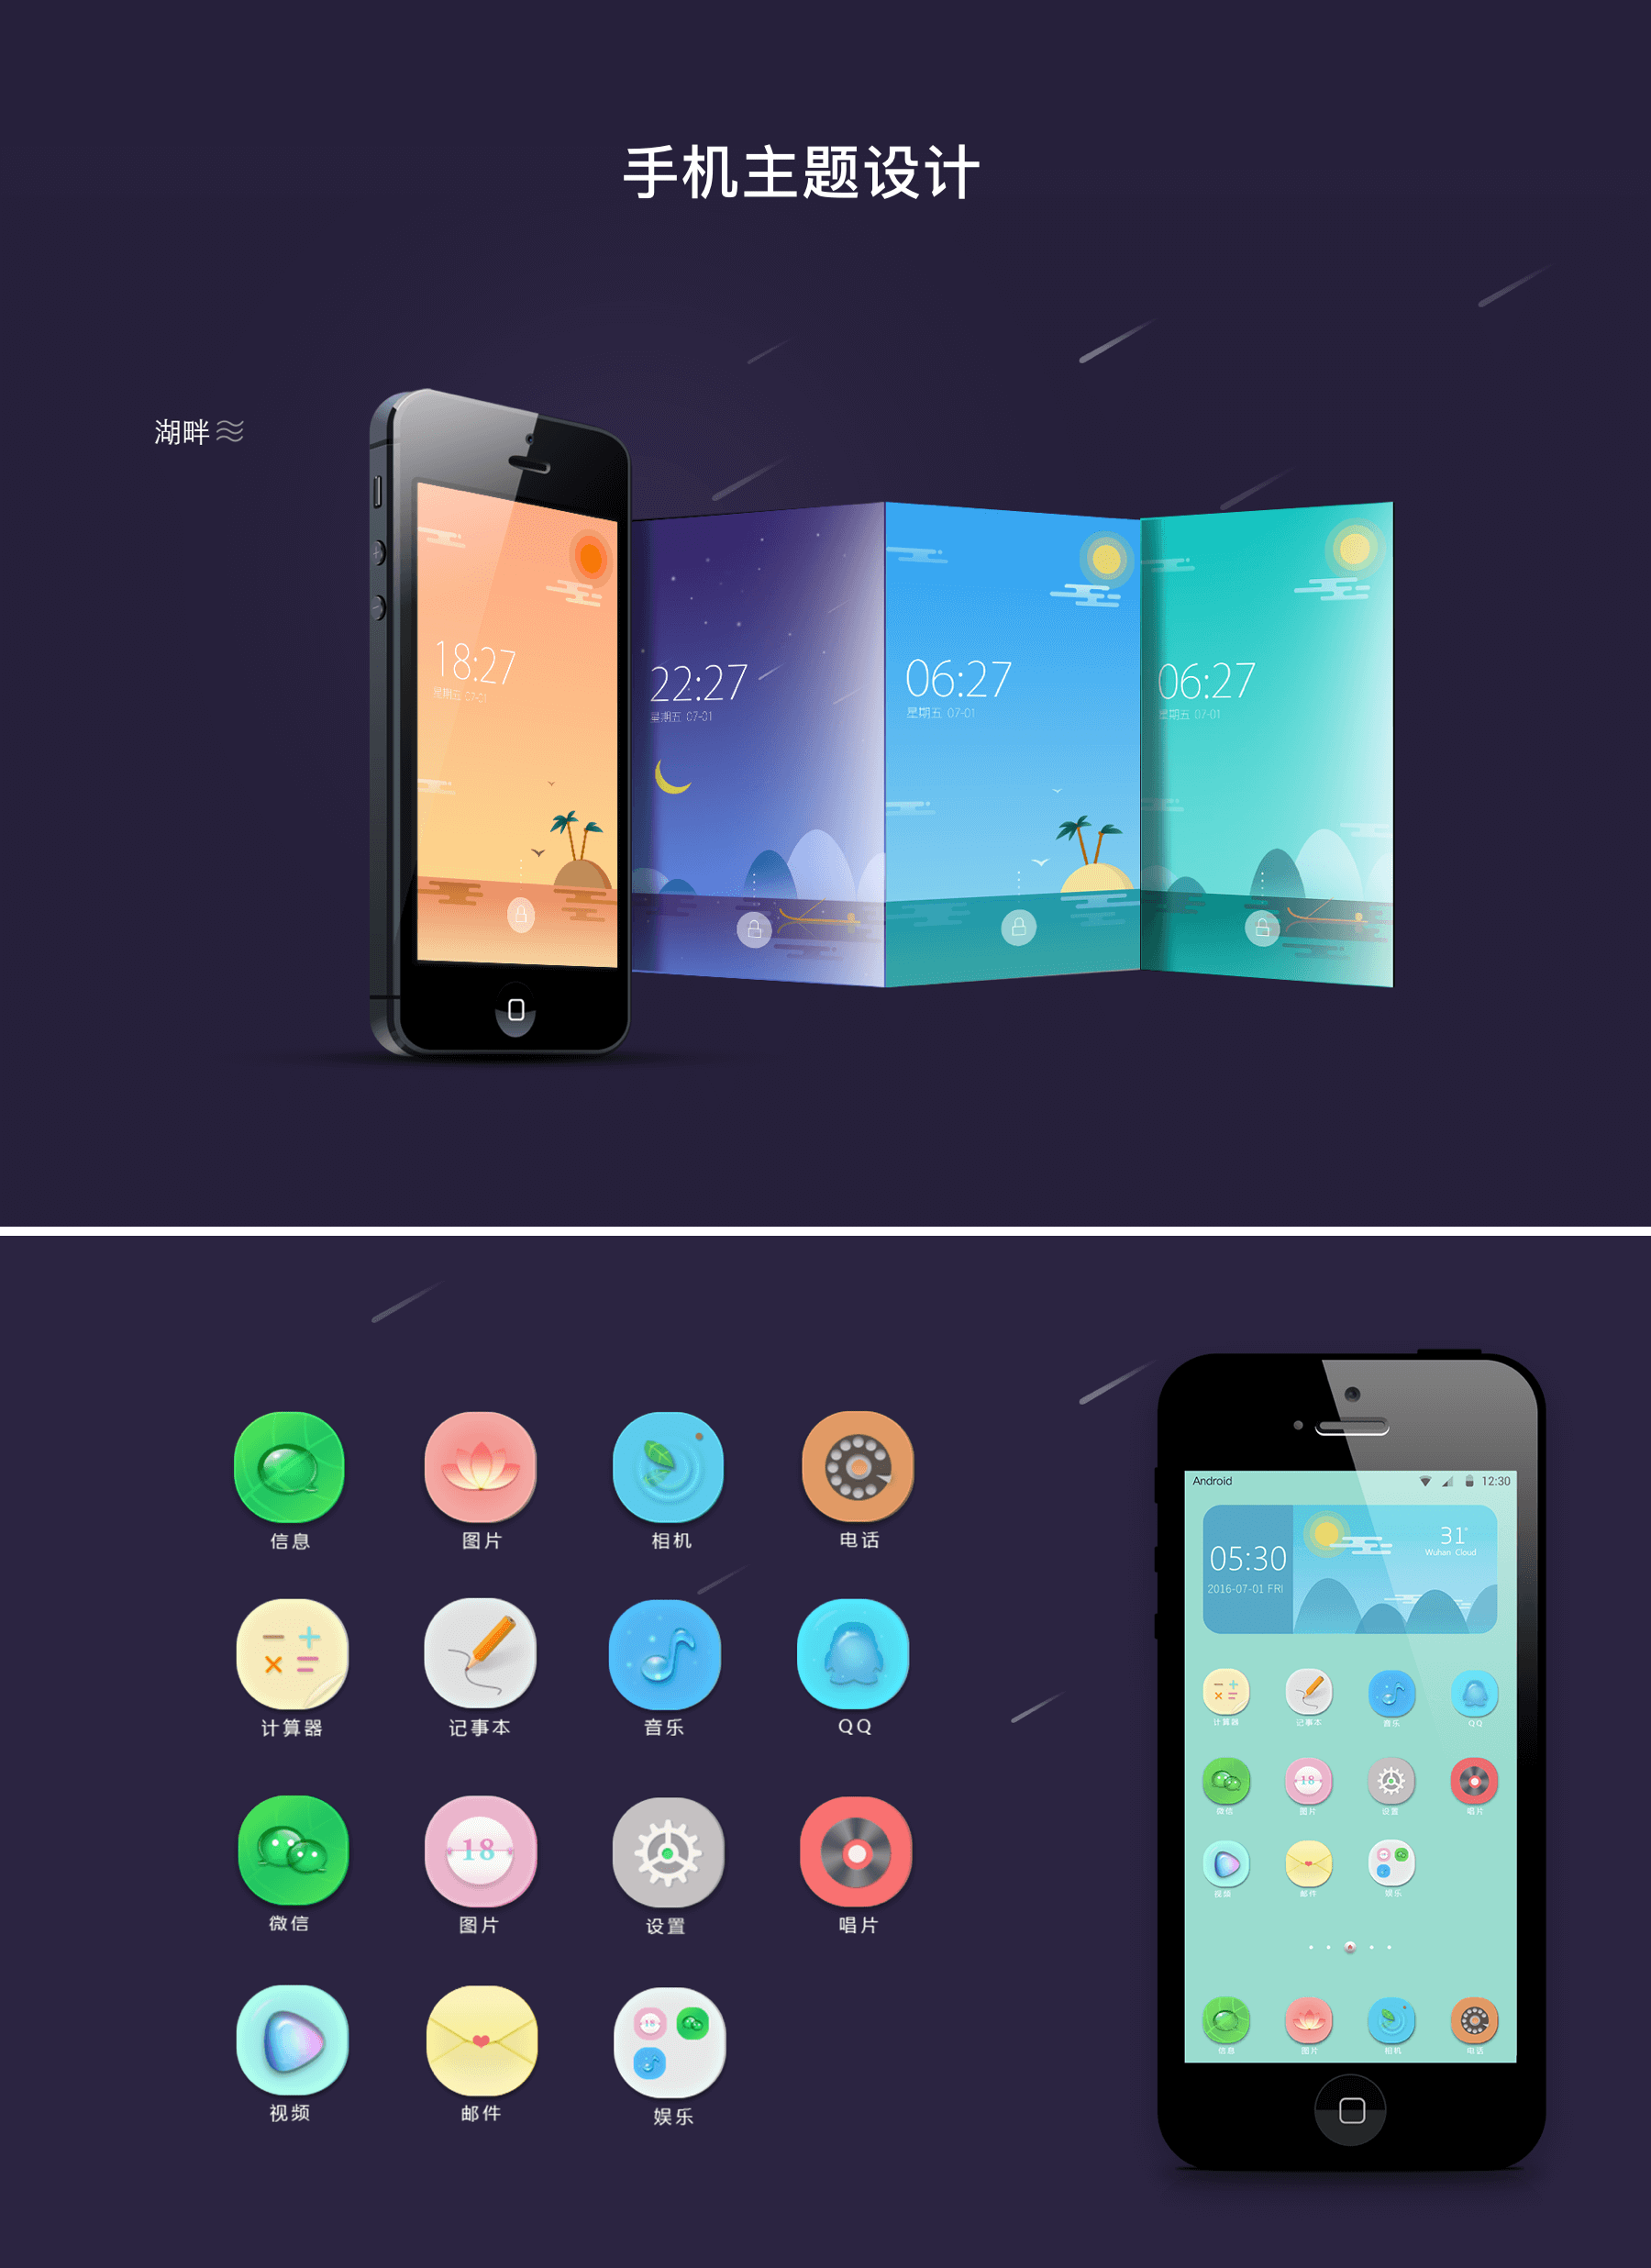 手机主题设计
湖畔
18:27
星期五 07-01
22:27
星期五 07-01
06:27
星期五 07-01
06:27
星期五 07-01
信息
图片
相机
电话
计算器
记事本
音乐
QQ
18
微信
图片
设置
唱片
18
视频
邮件
娱乐
Android
12:30
05:30
2016-07-01 FRI
31°
Wuhan Cloud
计算器
记事本
音乐
QQ
18
微信
图片
设置
唱片
视频
邮件
娱乐
信息
图片
相机
电话